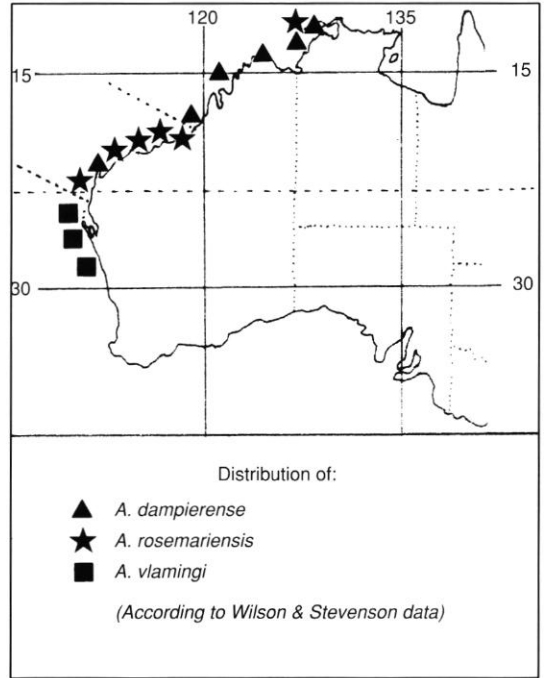 120 135
15 15
30 30
Distribution of:
A. dampierense
A. rosemariensis
A. vlamingi
(According to Wilson & Stevenson data)